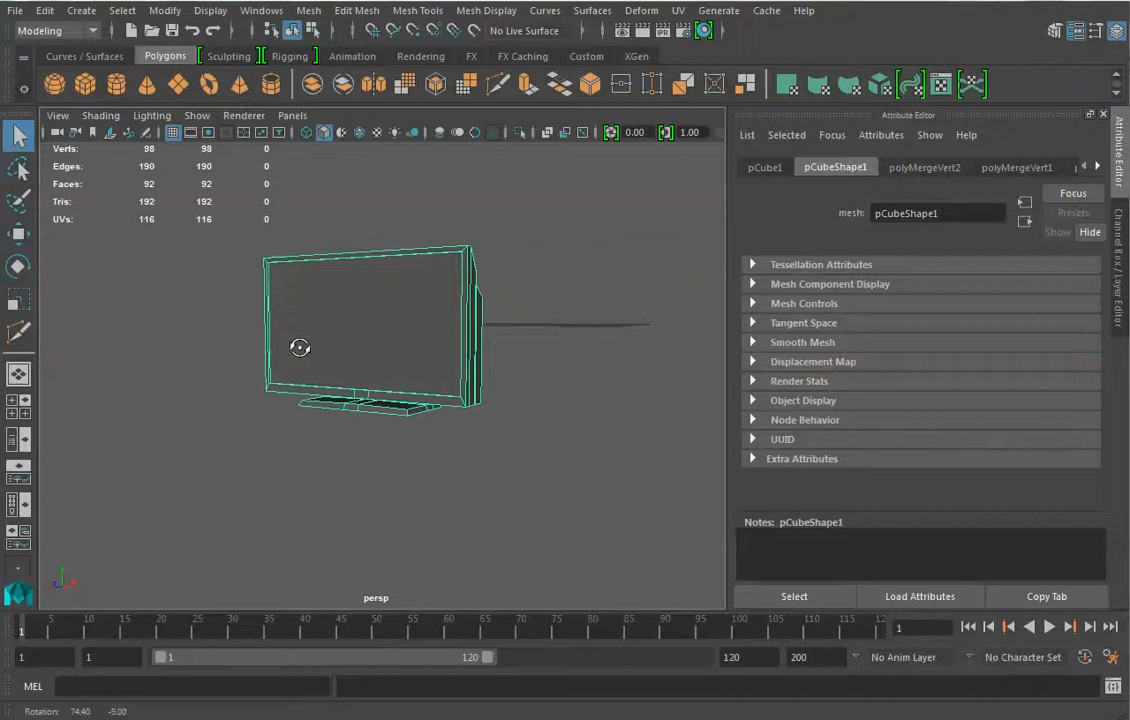 File Edit Create Select Modify Display Windows Mesh Edit Mesh Mesh Tools Mesh Display Curves Surfaces Deform UV Generate Cache Help
Modeling No Live Surface
Curves / Surfaces Polygons Sculpting Rigging Animation Rendering FX FX Caching Custom XGen
IPR
View Shading Lighting Show Renderer Panels
0.00 1.00
Verts: 98 98 0
Edges: 190 190 0
Faces: 92 92 0
Tris: 192 192 0
UVs: 116 116 0
persp
Attribute Editor
List Selected Focus Attributes Show Help
pCube1 pCubeShape1 polyMergeVert2 polyMergeVert1
mesh: pCubeShape1
Focus
Presets
Show Hide
Tessellation Attributes
Mesh Component Display
Mesh Controls
Tangent Space
Smooth Mesh
Displacement Map
Render Stats
Object Display
Node Behavior
UUID
Extra Attributes
Notes: pCubeShape1
Select Load Attributes Copy Tab
Attribute Editor
Channel Box / Layer Editor
1 5 10 15 20 25 30 35 40 45 50 55 60 65 70 75 80 85 90 95 100 105 110 115 12 1
1 1 1 120 120 200 No Anim Layer No Character Set
MEL
Rotation: 74.40 -9.00